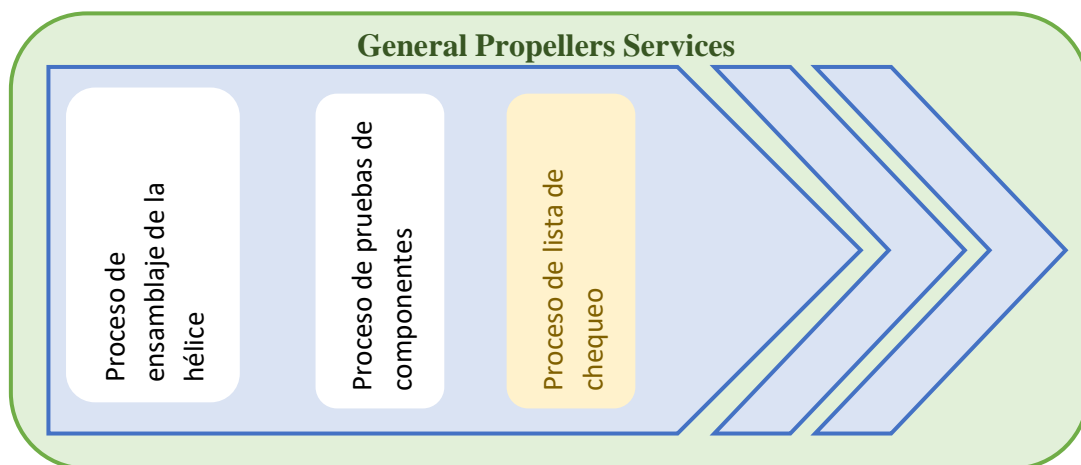 General Propellers Services
Proceso de
ensamblaje de la
hélice
Proceso de pruebas de
componentes
Proceso de lista de
chequeo